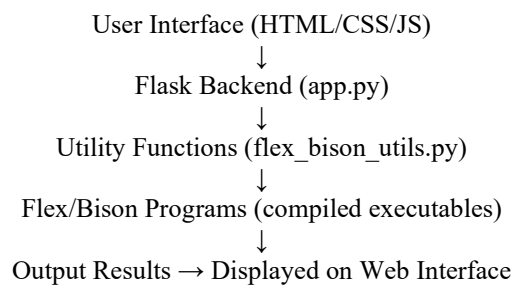 User Interface (HTML/CSS/JS)
↓
Flask Backend (app.py)
↓
Utility Functions (flex_bison_utils.py)
↓
Flex/Bison Programs (compiled executables)
↓
Output Results → Displayed on Web Interface